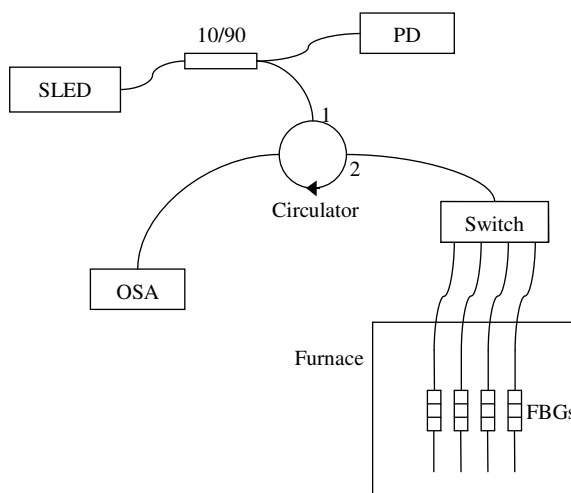 10/90
PD
SLED
1
2
Circulator
Switch
OSA
Furnace
FBGs